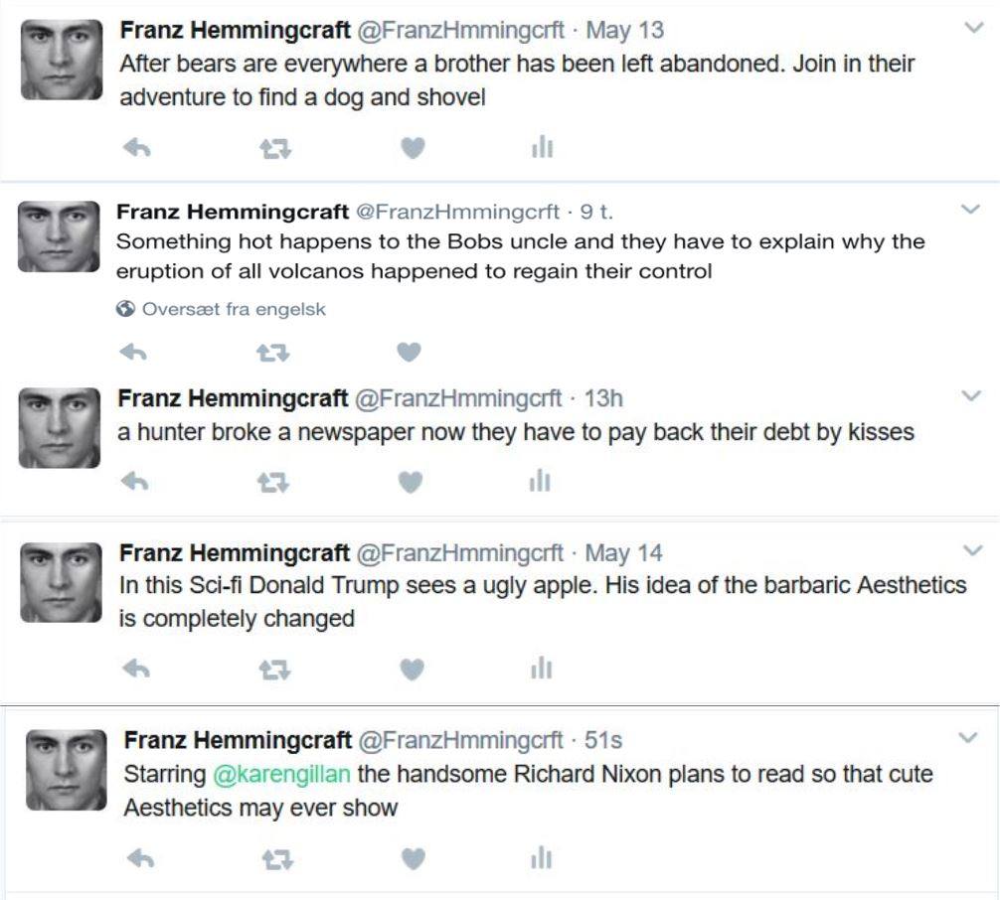 Franz Hemmingcraft @FranzHmmingcrft · May 13
After bears are everywhere a brother has been left abandoned. Join in their
adventure to find a dog and shovel
Franz Hemmingcraft @FranzHmmingcrft · 9 t.
Something hot happens to the Bobs uncle and they have to explain why the
eruption of all volcanos happened to regain their control
Oversæt fra engelsk
Franz Hemmingcraft @FranzHmmingcrft · 13h
a hunter broke a newspaper now they have to pay back their debt by kisses
Franz Hemmingcraft @FranzHmmingcrft · May 14
In this Sci-fi Donald Trump sees a ugly apple. His idea of the barbaric Aesthetics
is completely changed
Franz Hemmingcraft @FranzHmmingcrft · 51s
Starring @karengillan the handsome Richard Nixon plans to read so that cute
Aesthetics may ever show